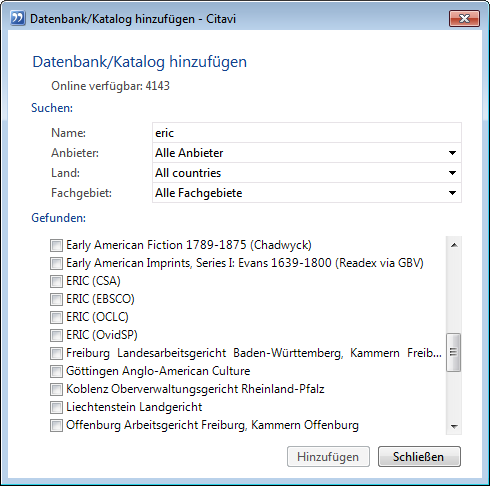 Datenbank/Katalog hinzufügen - Citavi
Datenbank/Katalog hinzufügen
Online verfügbar: 4143
Suchen:
Name: eric
Anbieter: Alle Anbieter
Land: All countries
Fachgebiet: Alle Fachgebiete
Gefunden:
Early American Fiction 1789-1875 (Chadwyck)
Early American Imprints, Series I: Evans 1639-1800 (Readex via GBV)
ERIC (CSA)
ERIC (EBSCO)
ERIC (OCLC)
ERIC (OvidSP)
Freiburg Landesarbeitsgericht Baden-Württemberg, Kammern Freib...
Göttingen Anglo-American Culture
Koblenz Oberverwaltungsgericht Rheinland-Pfalz
Liechtenstein Landgericht
Offenburg Arbeitsgericht Freiburg, Kammern Offenburg
Hinzufügen Schließen